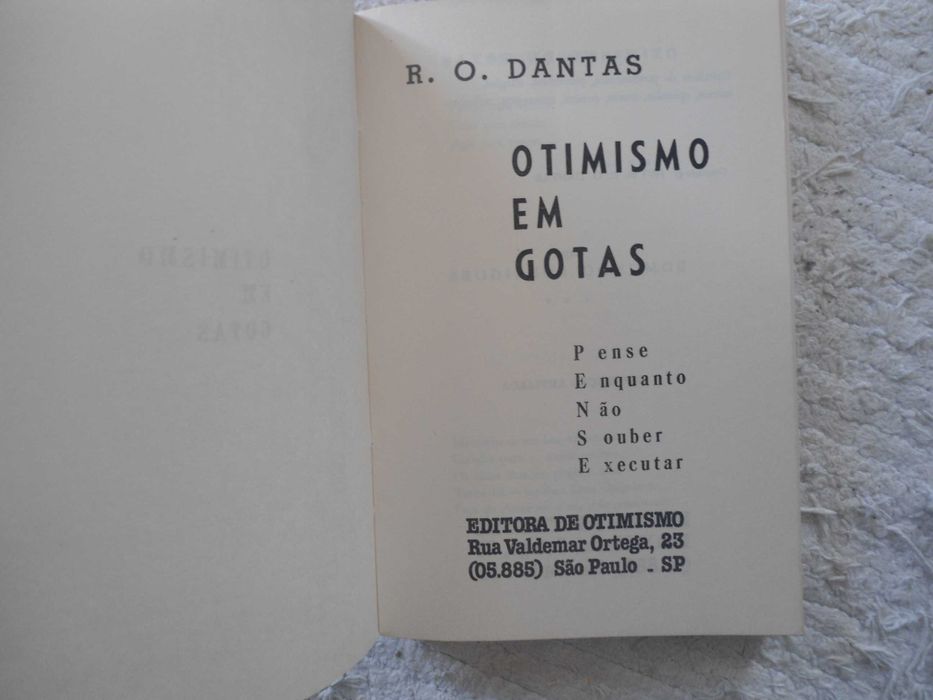 R. O. DANTAS
OTIMISMO
EM
GOTAS
P ense
E nquanto
N ão
S ouber
E xecutar
EDITORA DE OTIMISMO
Rua Valdemar Ortega, 23
(05.885) São Paulo - SP